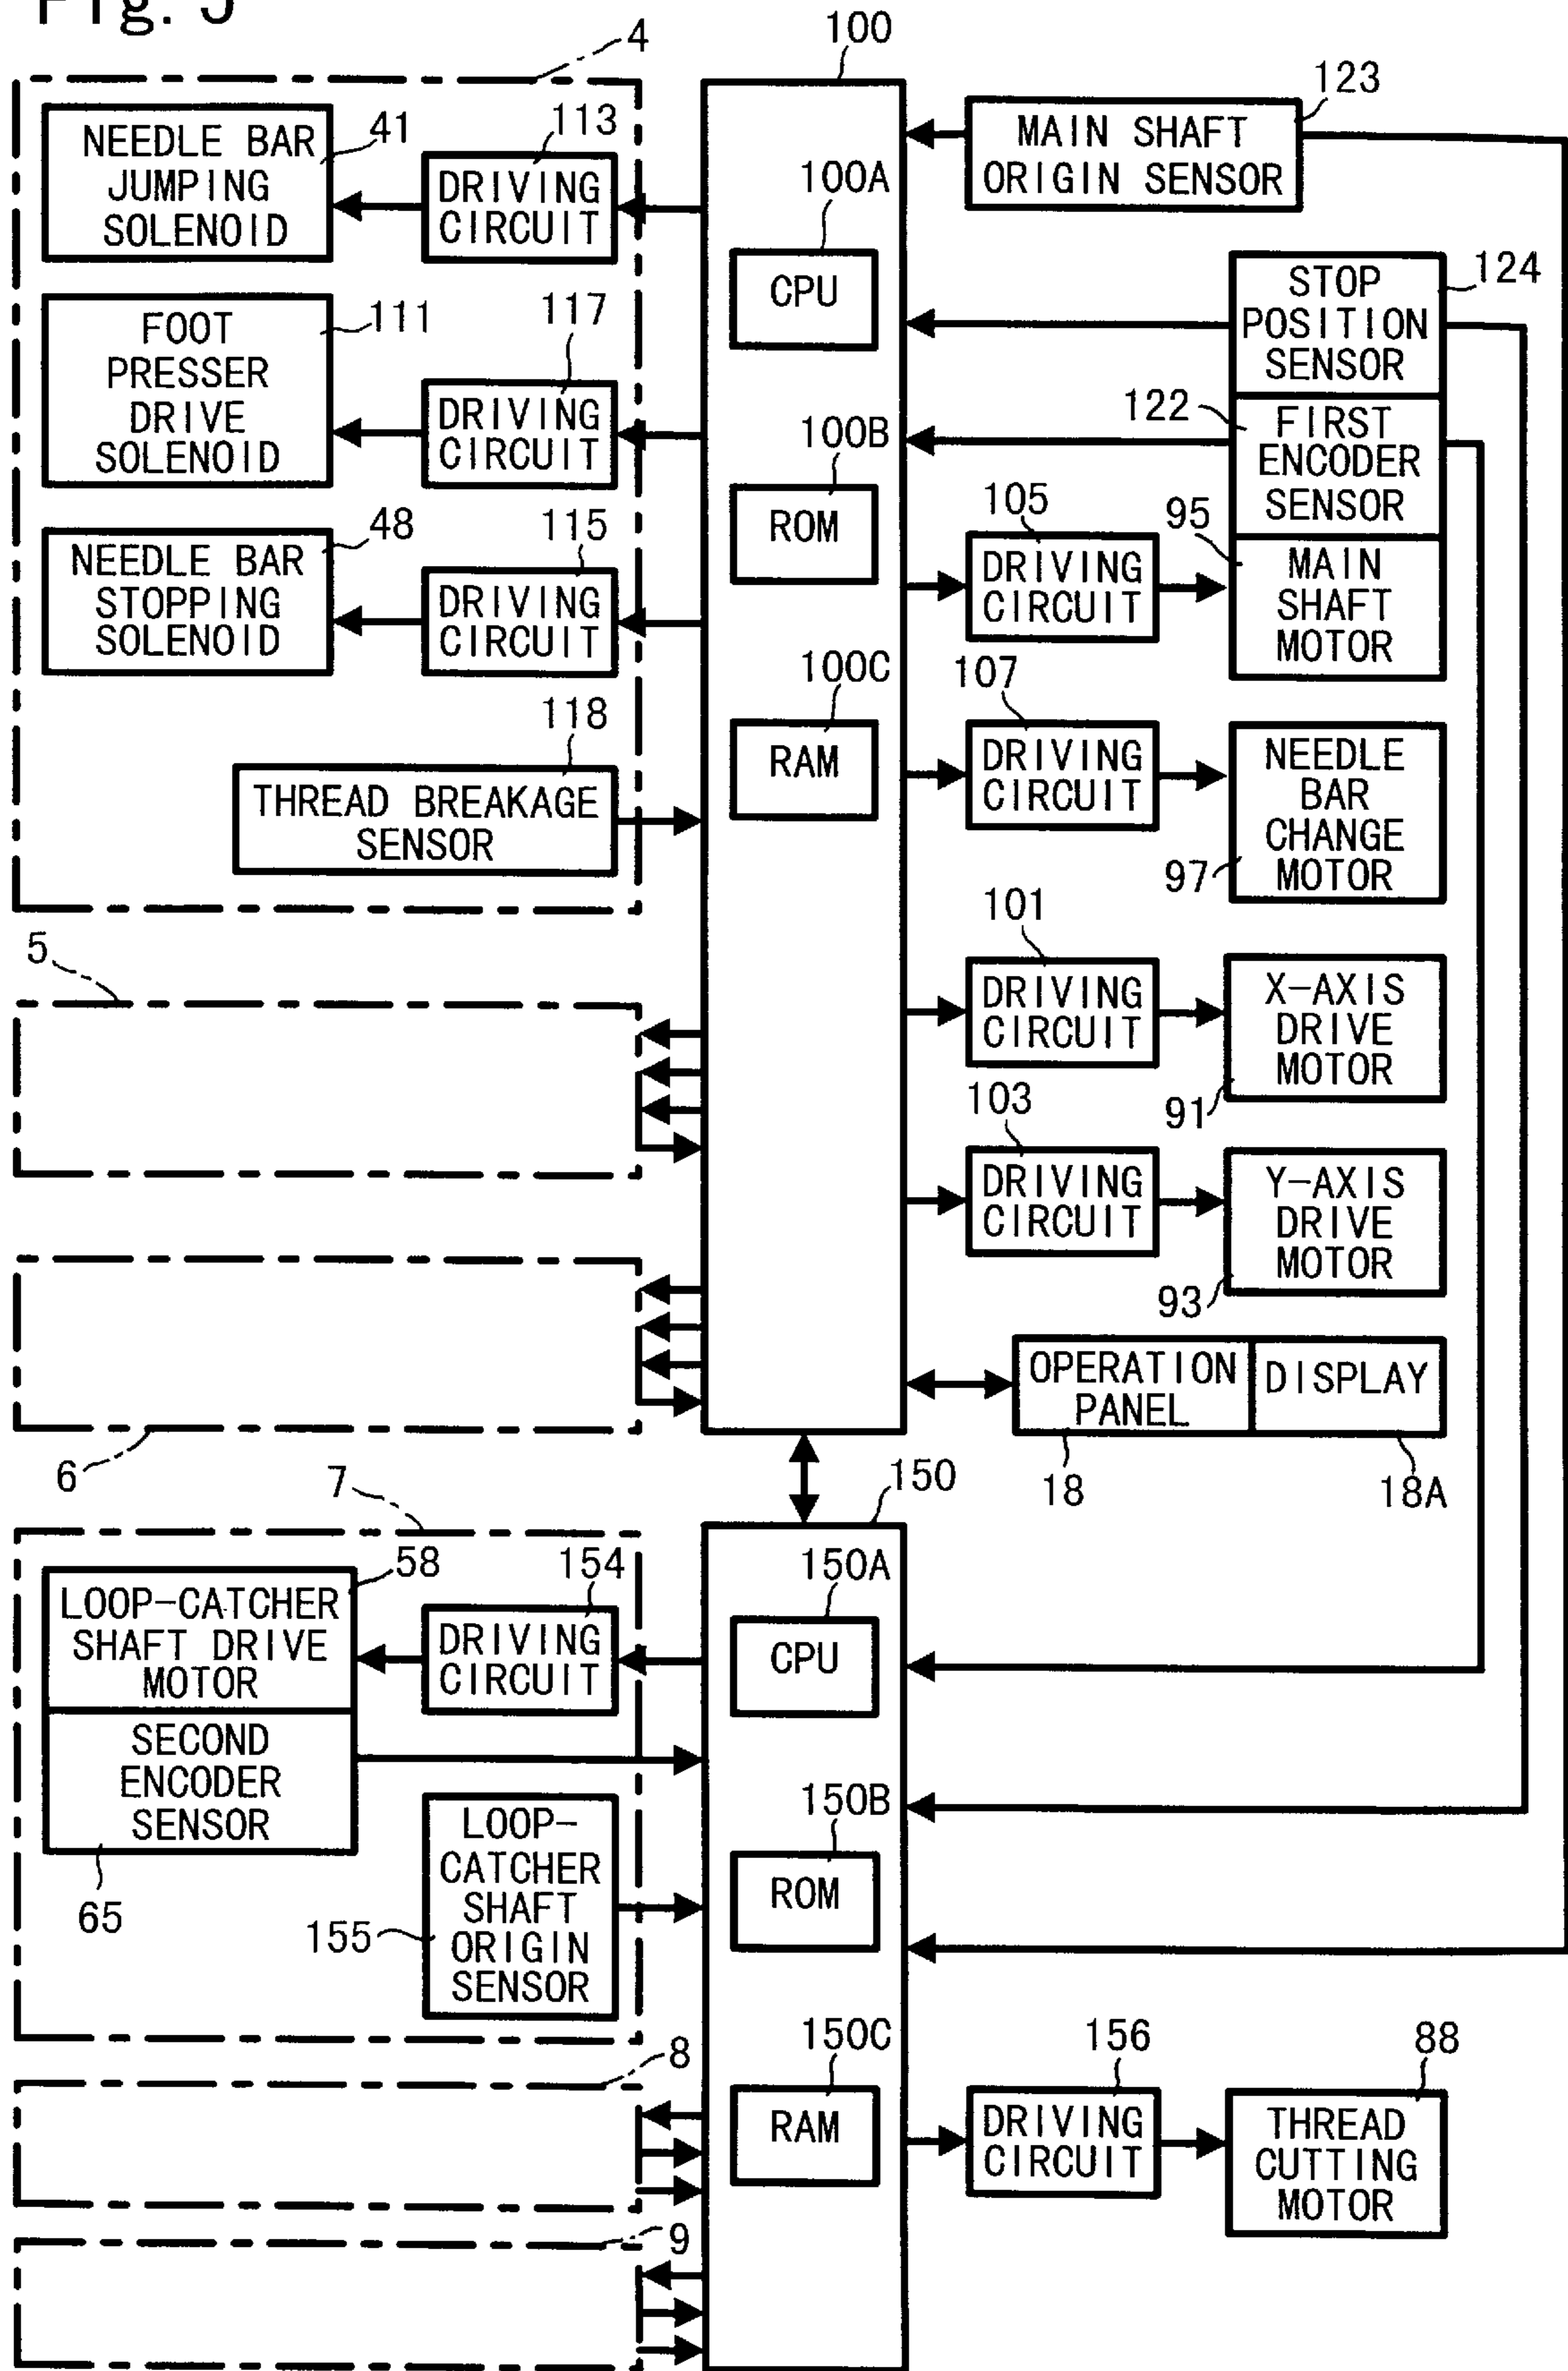 Fig. 5
4
NEEDLE BAR
JUMPING
SOLENOID
41
113
DRIVING
CIRCUIT
FOOT
PRESSER
DRIVE
SOLENOID
111
117
DRIVING
CIRCUIT
NEEDLE BAR
STOPPING
SOLENOID
48
115
DRIVING
CIRCUIT
118
THREAD BREAKAGE
SENSOR
5
6
100
100A
CPU
100B
ROM
100C
RAM
123
MAIN SHAFT
ORIGIN SENSOR
124
STOP
POSITION
SENSOR
122
FIRST
ENCODER
SENSOR
105
DRIVING
CIRCUIT
95
MAIN
SHAFT
MOTOR
107
DRIVING
CIRCUIT
NEEDLE
BAR
CHANGE
MOTOR
97
101
DRIVING
CIRCUIT
X-AXIS
DRIVE
MOTOR
91
103
DRIVING
CIRCUIT
Y-AXIS
DRIVE
MOTOR
93
OPERATION
PANEL
DISPLAY
18
18A
7
LOOP-CATCHER
SHAFT DRIVE
MOTOR
58
154
DRIVING
CIRCUIT
SECOND
ENCODER
SENSOR
65
LOOP-
CATCHER
SHAFT
ORIGIN
SENSOR
155
8
9
150
150A
CPU
150B
ROM
150C
RAM
156
DRIVING
CIRCUIT
88
THREAD
CUTTING
MOTOR